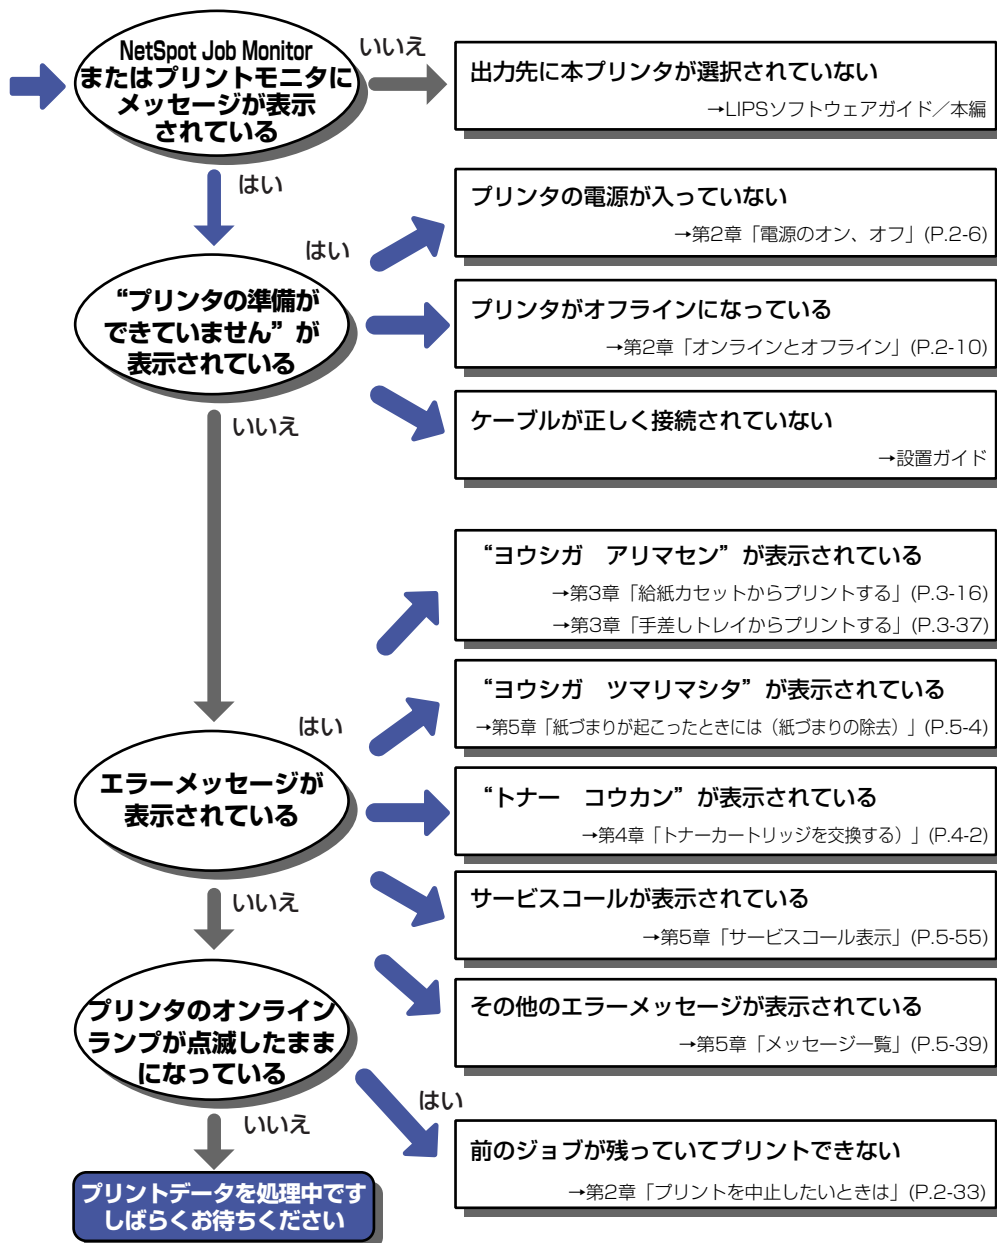 NetSpot Job Monitor
またはプリントモニタに
メッセージが表示
されている
いいえ
出力先に本プリンタが選択されていない
→LIPSソフトウェアガイド／本編
はい
プリンタの電源が入っていない
→第2章「電源のオン、オフ」(P.2-6)
はい
“プリンタの準備が
できていません”が
表示されている
プリンタがオフラインになっている
→第2章「オンラインとオフライン」(P.2-10)
ケーブルが正しく接続されていない
→設置ガイド
いいえ
“ヨウシガ　アリマセン”が表示されている
→第3章「給紙カセットからプリントする」(P.3-16)
→第3章「手差しトレイからプリントする」(P.3-37)
“ヨウシガ　ツマリマシタ”が表示されている
→第5章「紙づまりが起こったときには（紙づまりの除去）」(P.5-4)
はい
エラーメッセージが
表示されている
“トナー　コウカン”が表示されている
→第4章「トナーカートリッジを交換する）」(P.4-2)
サービスコールが表示されている
→第5章「サービスコール表示」(P.5-55)
いいえ
その他のエラーメッセージが表示されている
→第5章「メッセージ一覧」(P.5-39)
プリンタのオンライン
ランプが点滅したまま
になっている
はい
前のジョブが残っていてプリントできない
→第2章「プリントを中止したいときは」(P.2-33)
いいえ
プリントデータを処理中です
しばらくお待ちください